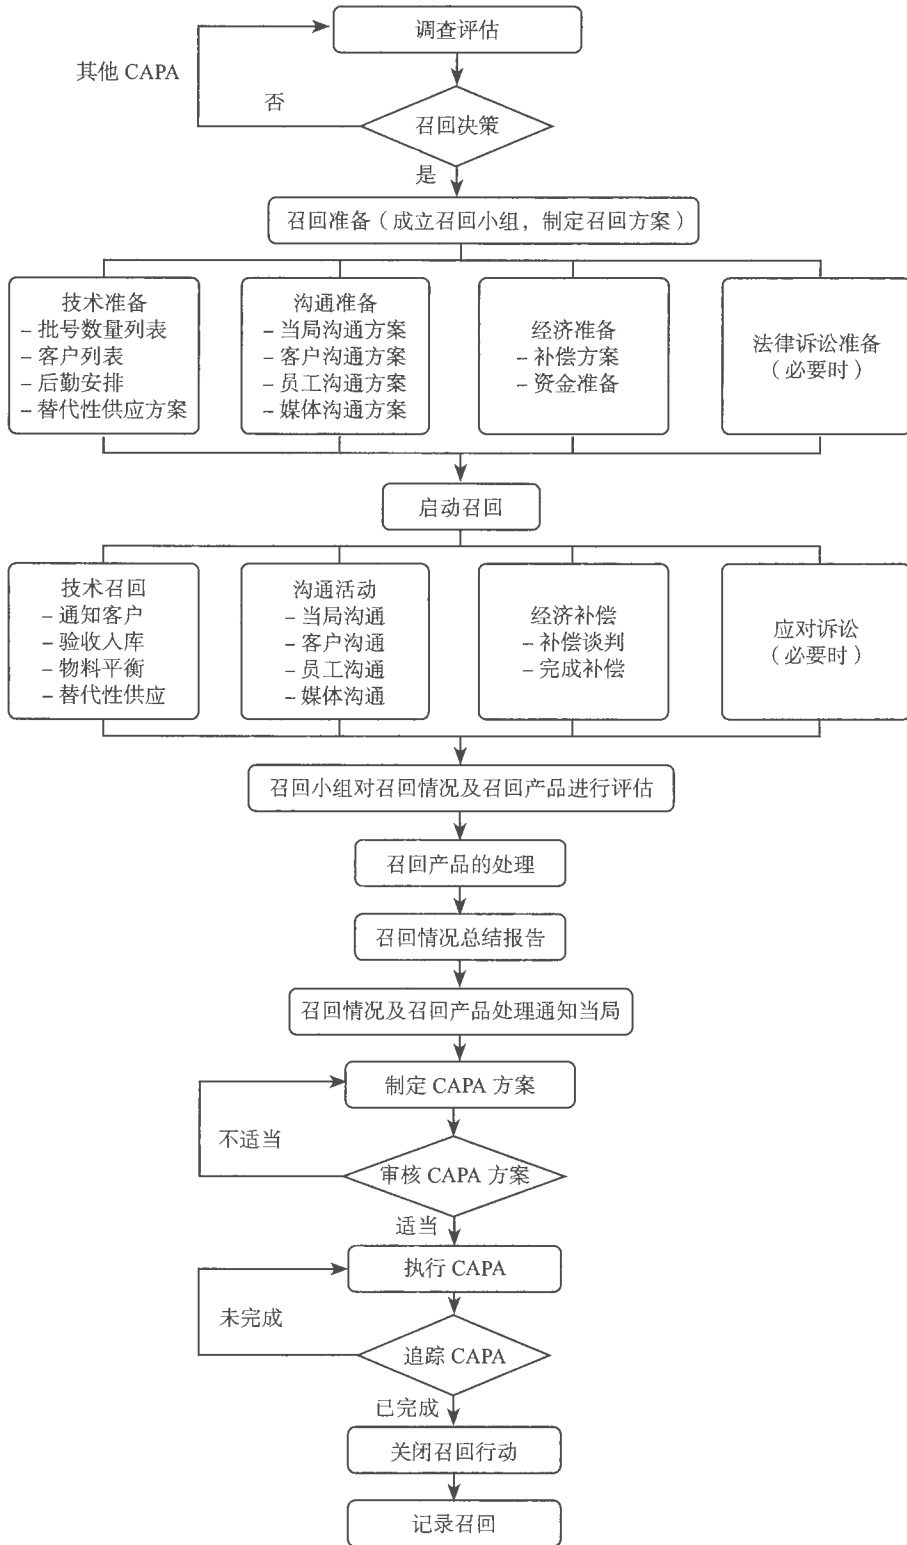 调查评估
其他 CAPA
否
召回决策
是
召回准备（成立召回小组，制定召回方案）
技术准备
– 批号数量列表
– 客户列表
– 后勤安排
– 替代性供应方案
沟通准备
– 当局沟通方案
– 客户沟通方案
– 员工沟通方案
– 媒体沟通方案
经济准备
– 补偿方案
– 资金准备
法律诉讼准备
（必要时）
启动召回
技术召回
– 通知客户
– 验收入库
– 物料平衡
– 替代性供应
沟通活动
– 当局沟通
– 客户沟通
– 员工沟通
– 媒体沟通
经济补偿
– 补偿谈判
– 完成补偿
应对诉讼
（必要时）
召回小组对召回情况及召回产品进行评估
召回产品的处理
召回情况总结报告
召回情况及召回产品处理通知当局
制定 CAPA 方案
不适当
审核 CAPA 方案
适当
执行 CAPA
未完成
追踪 CAPA
已完成
关闭召回行动
记录召回